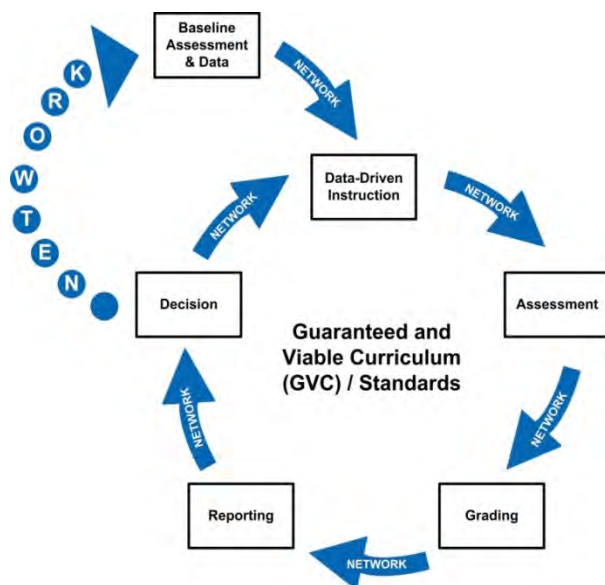 Baseline
Assessment
& Data
NETWORK
NETWORK
Data-Driven
Instruction
NETWORK
NETWORK
Decision
Assessment
Guaranteed and
Viable Curriculum
(GVC) / Standards
NETWORK
NETWORK
Reporting
Grading
NETWORK